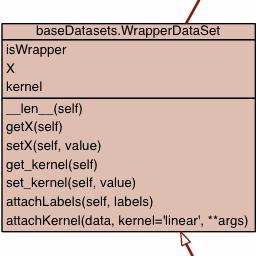 baseDatasets.WrapperDataSet
isWrapper
X
kernel
__len__(self)
getX(self)
setX(self, value)
get_kernel(self)
set_kernel(self, value)
attachLabels(self, labels)
attachKernel(data, kernel='linear', **args)